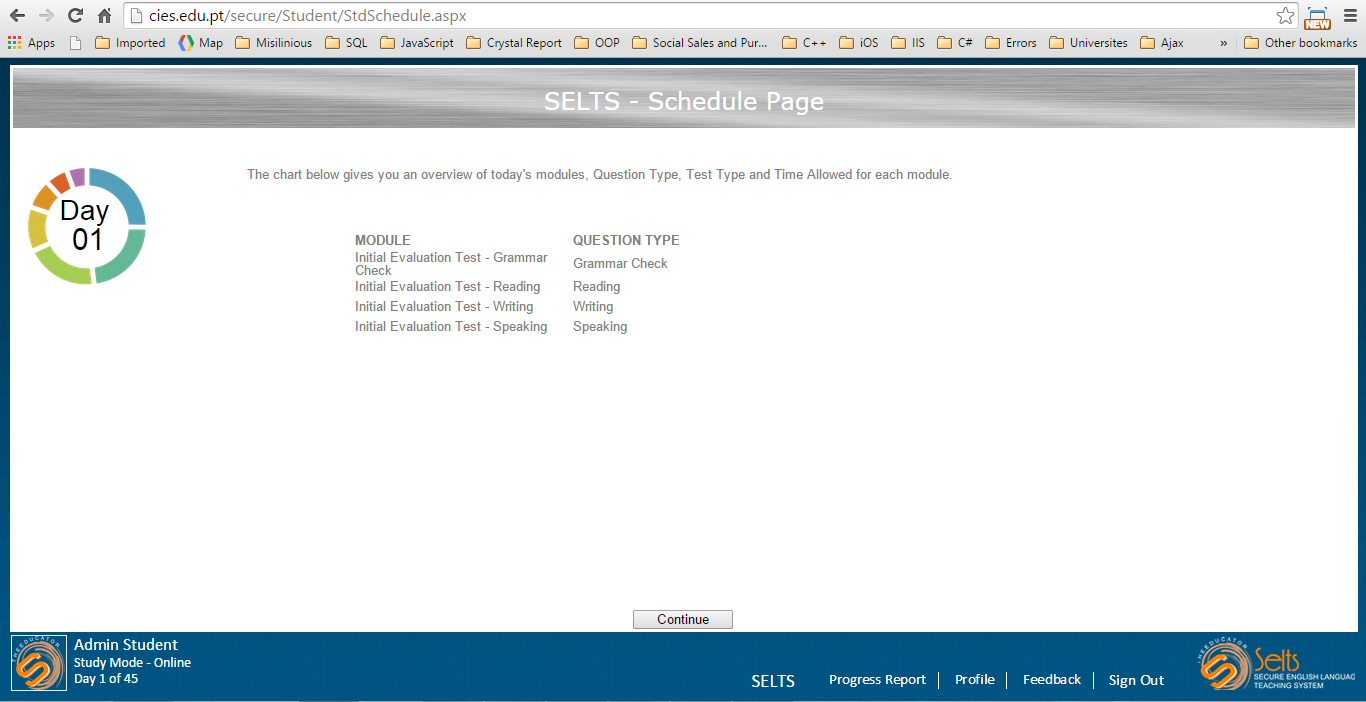 cies.edu.pt/secure/Student/StdSchedule.aspx
NEW
Apps Imported Map Misilinious SQL JavaScript Crystal Report OOP Social Sales and Pur... C++ iOS IIS C# Errors Universites Ajax » Other bookmarks
SELTS - Schedule Page
Day
01
The chart below gives you an overview of today's modules, Question Type, Test Type and Time Allowed for each module.
MODULE QUESTION TYPE
Initial Evaluation Test - Grammar
Check Grammar Check
Initial Evaluation Test - Reading Reading
Initial Evaluation Test - Writing Writing
Initial Evaluation Test - Speaking Speaking
Continue
THEEDUCATOR
Admin Student
Study Mode - Online
Day 1 of 45
SELTS Progress Report Profile Feedback Sign Out
THEEDUCATOR
Selts
SECURE ENGLISH LANGUAG
TEACHING SYSTEM